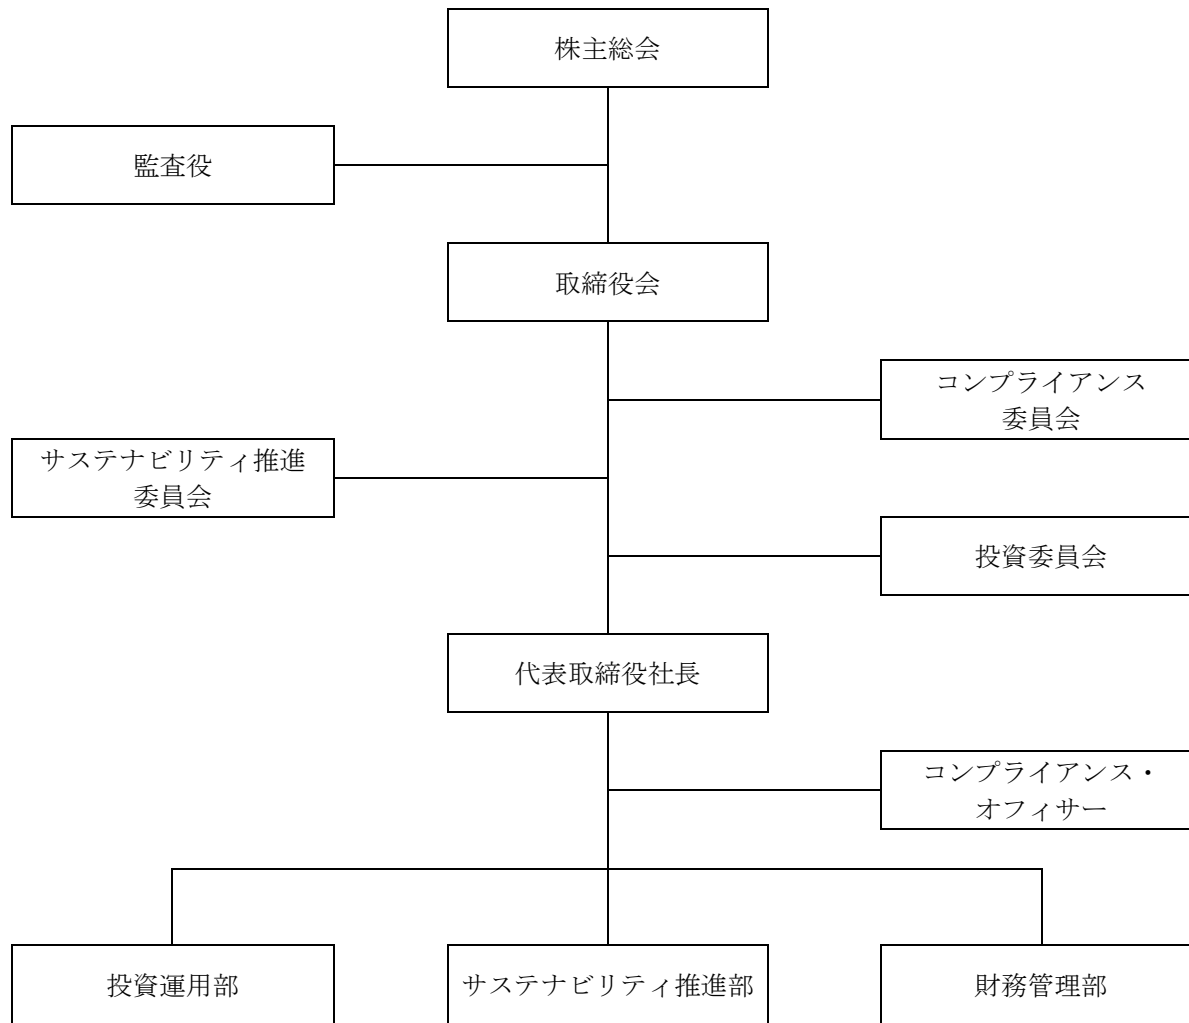 株主総会
監査役
取締役会
コンプライアンス
委員会
サステナビリティ推進
委員会
投資委員会
代表取締役社長
コンプライアンス・
オフィサー
投資運用部
サステナビリティ推進部
財務管理部